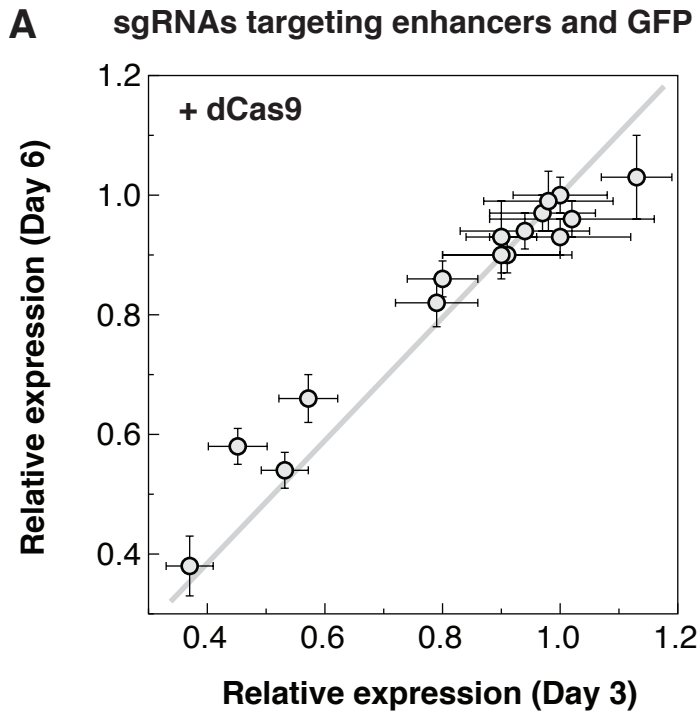 A
sgRNAs targeting enhancers and GFP
+ dCas9
Relative expression (Day 6)
1.2
1.0
0.8
0.6
0.4
0.4 0.6 0.8 1.0 1.2
Relative expression (Day 3)